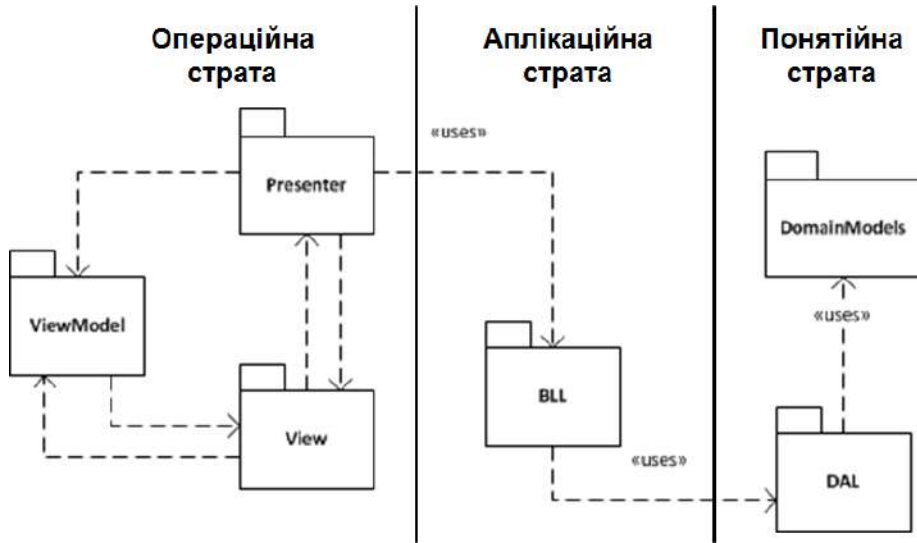 Операційна
страта
Аплікаційна
страта
Понятійна
страта
«uses»
Presenter
DomainModels
ViewModel
«uses»
BLL
View
«uses»
DAL